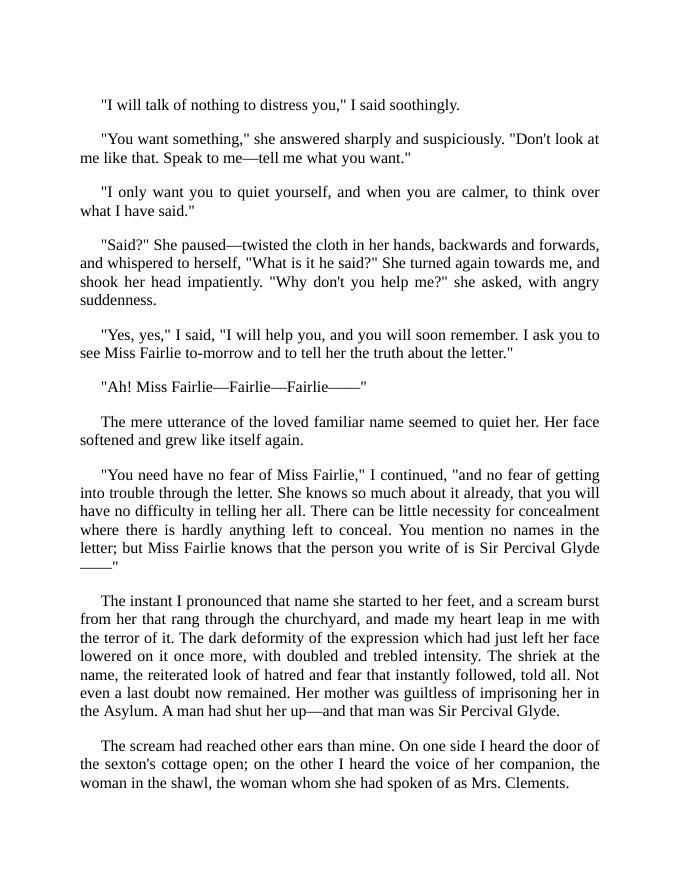 "I will talk of nothing to distress you," I said soothingly.
"You want something," she answered sharply and suspiciously. "Don't look at
me like that. Speak to me—tell me what you want."
"I only want you to quiet yourself, and when you are calmer, to think over
what I have said."
"Said?" She paused—twisted the cloth in her hands, backwards and forwards,
and whispered to herself, "What is it he said?" She turned again towards me, and
shook her head impatiently. "Why don't you help me?" she asked, with angry
suddenness.
"Yes, yes," I said, "I will help you, and you will soon remember. I ask you to
see Miss Fairlie to-morrow and to tell her the truth about the letter."
"Ah! Miss Fairlie—Fairlie—Fairlie——"
The mere utterance of the loved familiar name seemed to quiet her. Her face
softened and grew like itself again.
"You need have no fear of Miss Fairlie," I continued, "and no fear of getting
into trouble through the letter. She knows so much about it already, that you will
have no difficulty in telling her all. There can be little necessity for concealment
where there is hardly anything left to conceal. You mention no names in the
letter; but Miss Fairlie knows that the person you write of is Sir Percival Glyde
——"
The instant I pronounced that name she started to her feet, and a scream burst
from her that rang through the churchyard, and made my heart leap in me with
the terror of it. The dark deformity of the expression which had just left her face
lowered on it once more, with doubled and trebled intensity. The shriek at the
name, the reiterated look of hatred and fear that instantly followed, told all. Not
even a last doubt now remained. Her mother was guiltless of imprisoning her in
the Asylum. A man had shut her up—and that man was Sir Percival Glyde.
The scream had reached other ears than mine. On one side I heard the door of
the sexton's cottage open; on the other I heard the voice of her companion, the
woman in the shawl, the woman whom she had spoken of as Mrs. Clements.